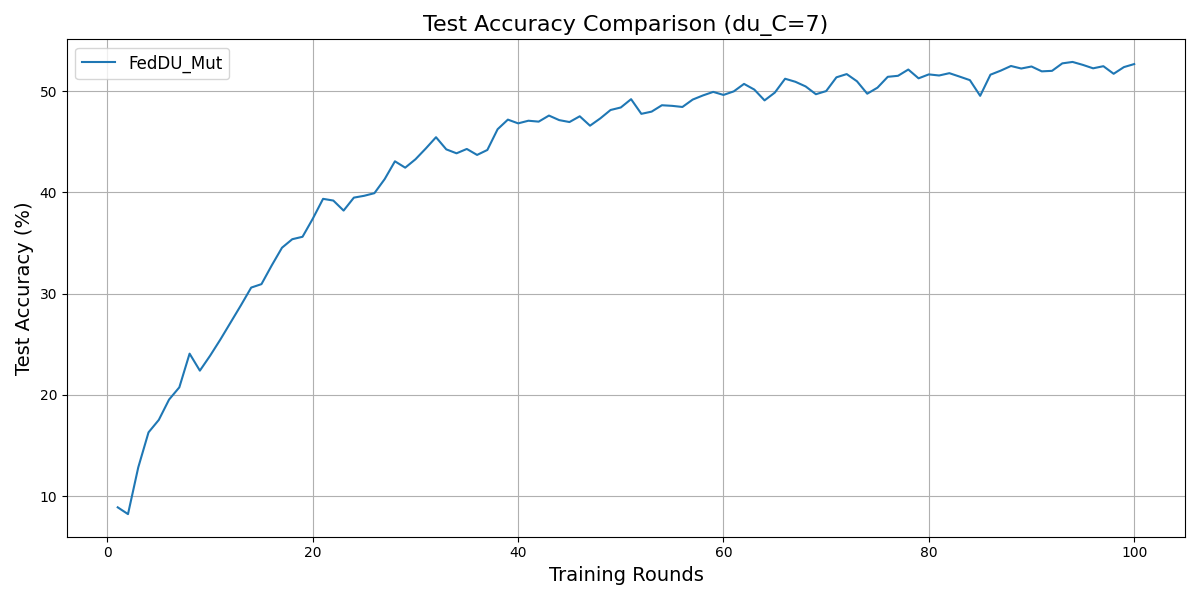 Test Accuracy Comparison (du_C=7)
FedDU_Mut
Test Accuracy (%)
50
40
30
20
10
0 20 40 60 80 100
Training Rounds